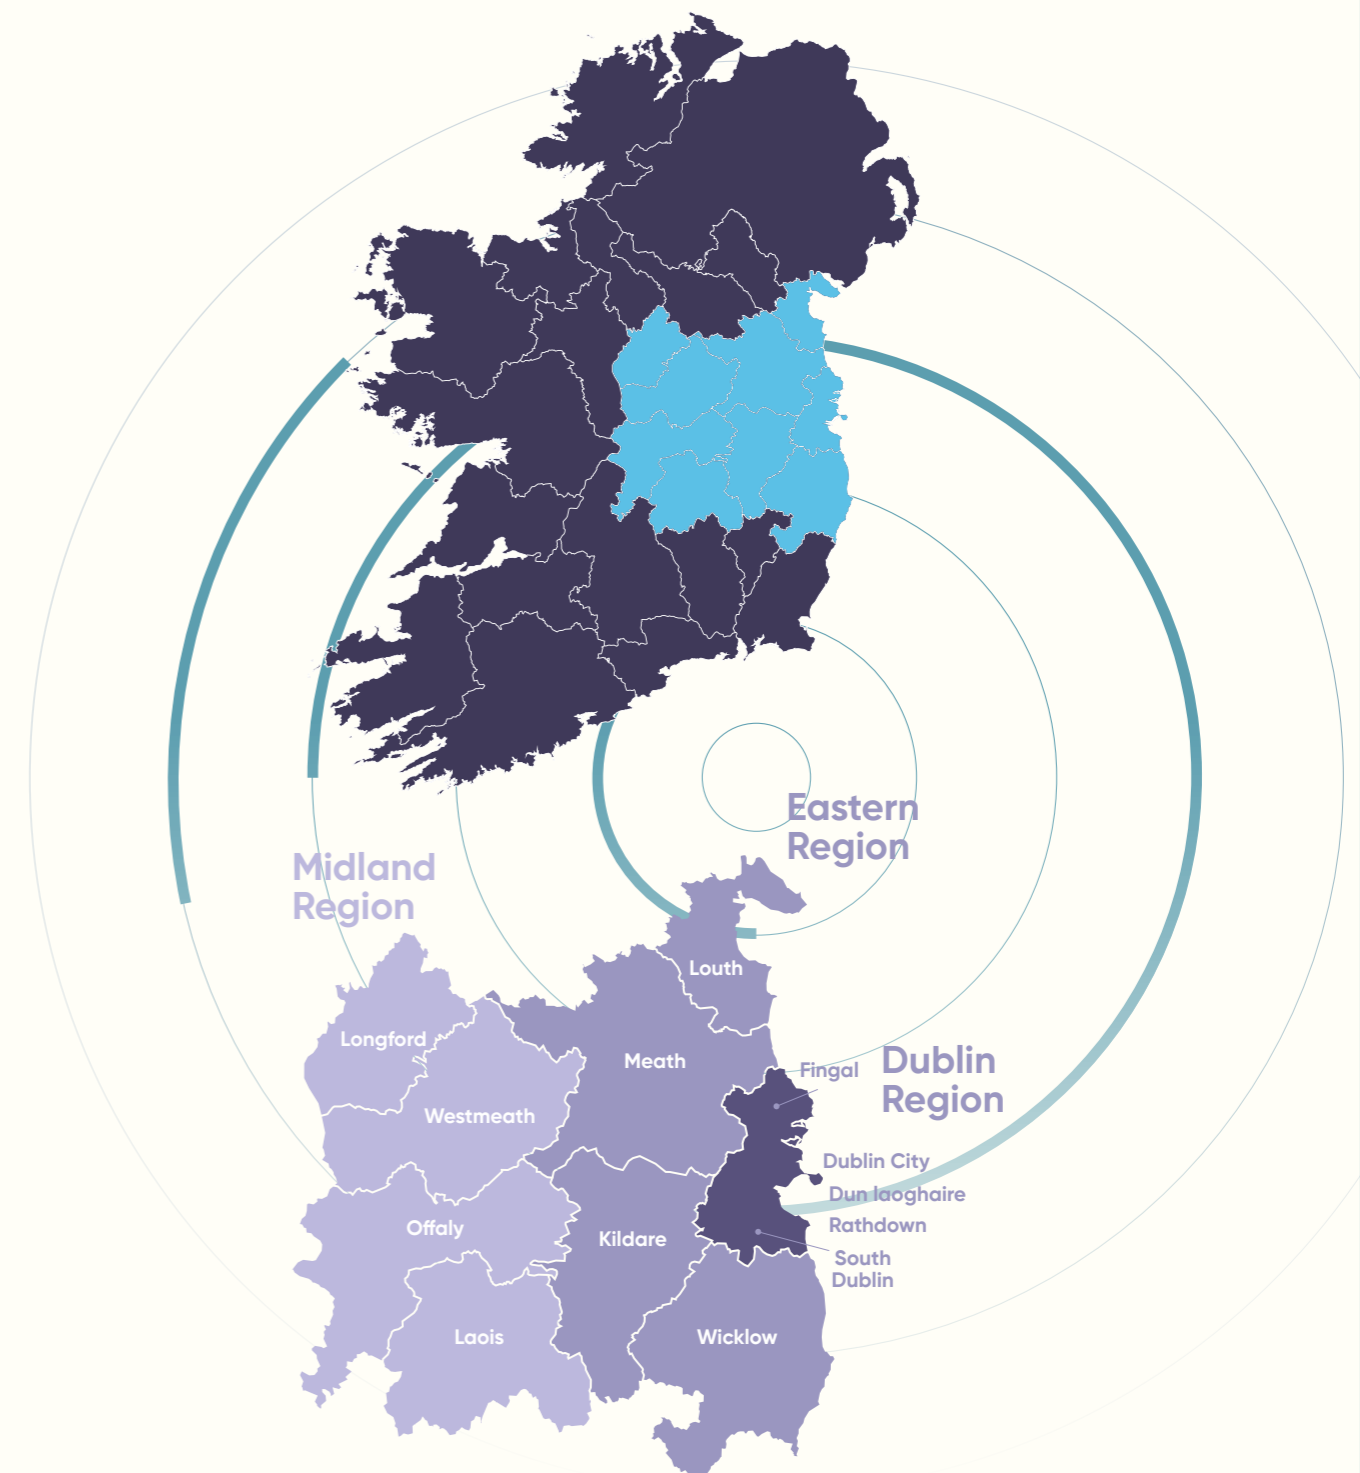 Eastern
Region
Midland
Region
Louth
Longford
Meath
Westmeath
Fingal
Dublin
Region
Dublin City
Dun laoghaire
Rathdown
Offaly
Kildare
South
Dublin
Laois
Wicklow